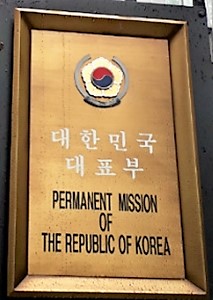 대한민국
대표부
PERMANENT MISSION
OF
THE REPUBLIC OF KOREA